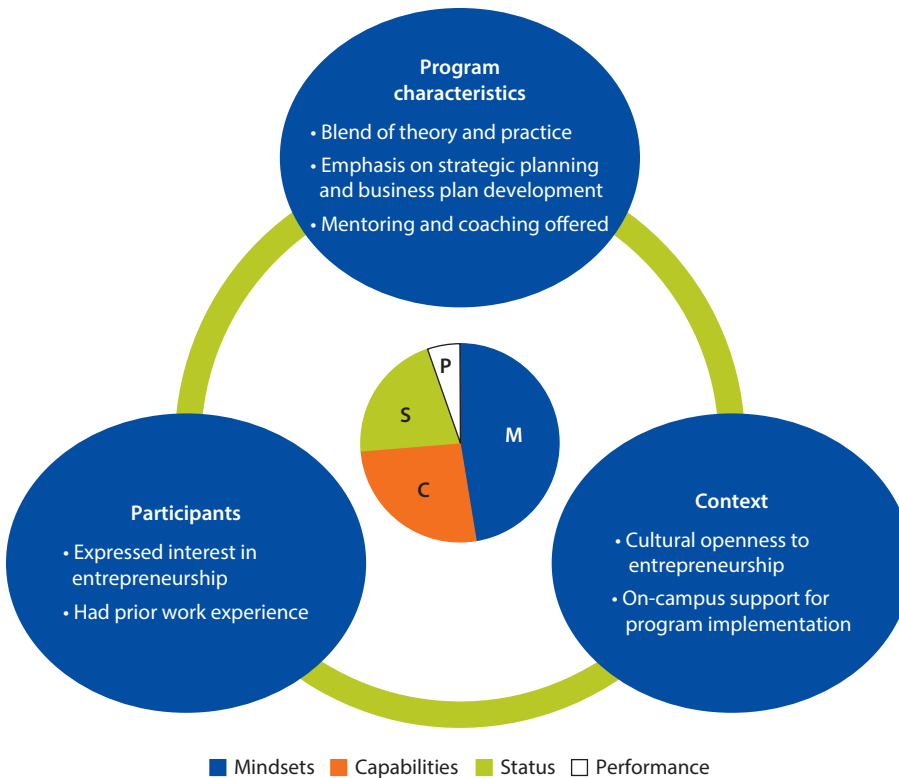 Program
characteristics
• Blend of theory and practice
• Emphasis on strategic planning
and business plan development
• Mentoring and coaching offered
P
S
M
C
Participants
• Expressed interest in
entrepreneurship
• Had prior work experience
Context
• Cultural openness to
entrepreneurship
• On-campus support for
program implementation
Mindsets Capabilities Status Performance